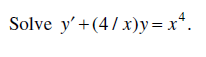 Solve y′+(4 / x)y = x⁴.